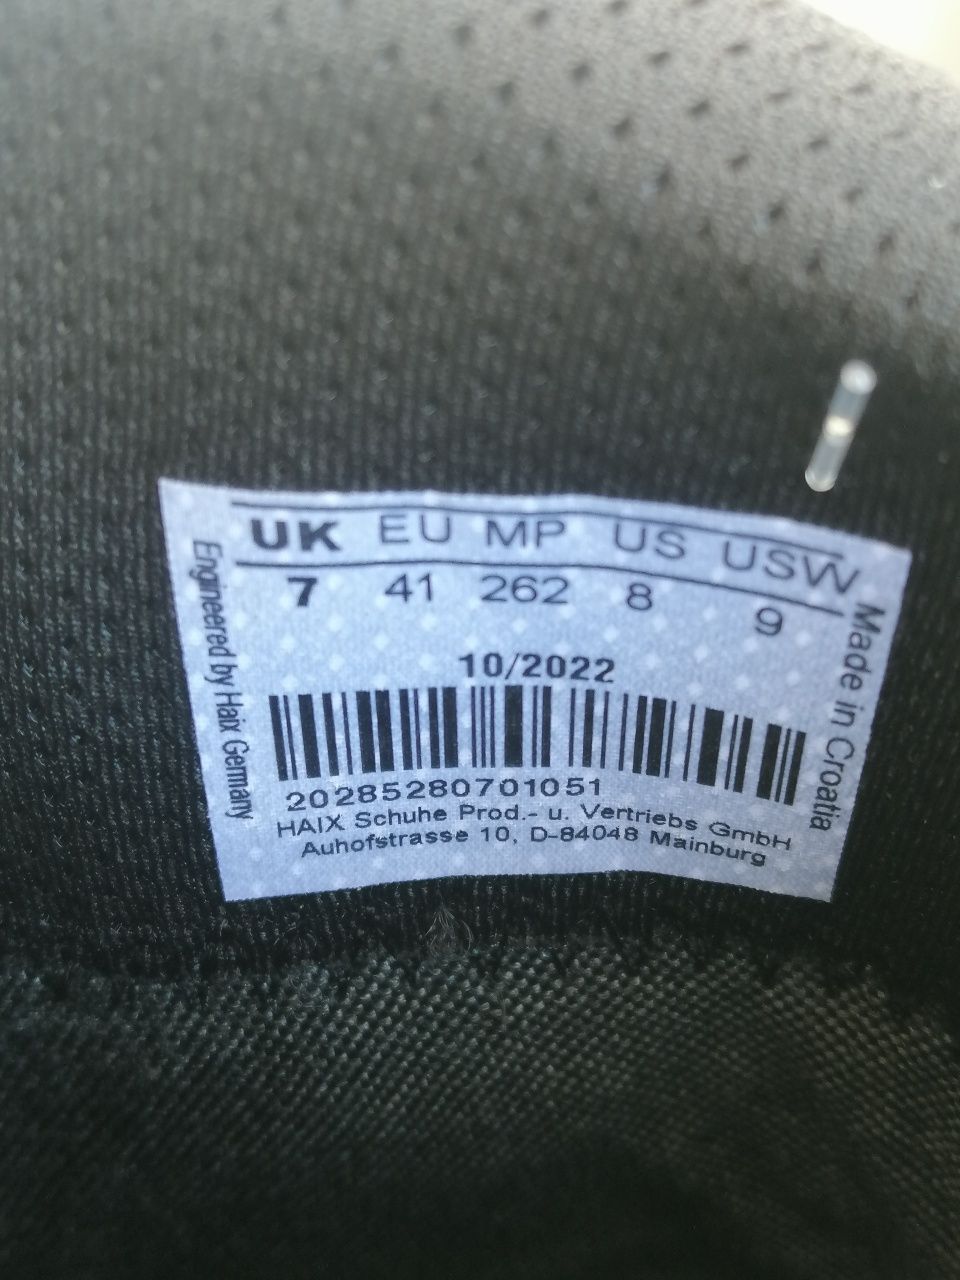 UK EU MP US USW
7 41 262 8 9
10/2022
20285280701051
HAIX Schuhe Prod.- u. Vertriebs GmbH
Auhofstrasse 10, D-84048 Mainburg
Engineered by Haix Germany
Made in Croatia